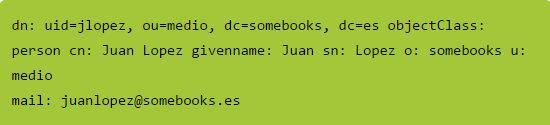 dn: uid=jlopez, ou=medio, dc=somebooks, dc=es objectClass:
person cn: Juan Lopez givenname: Juan sn: Lopez o: somebooks u:
medio
mail: juanlopez@somebooks.es